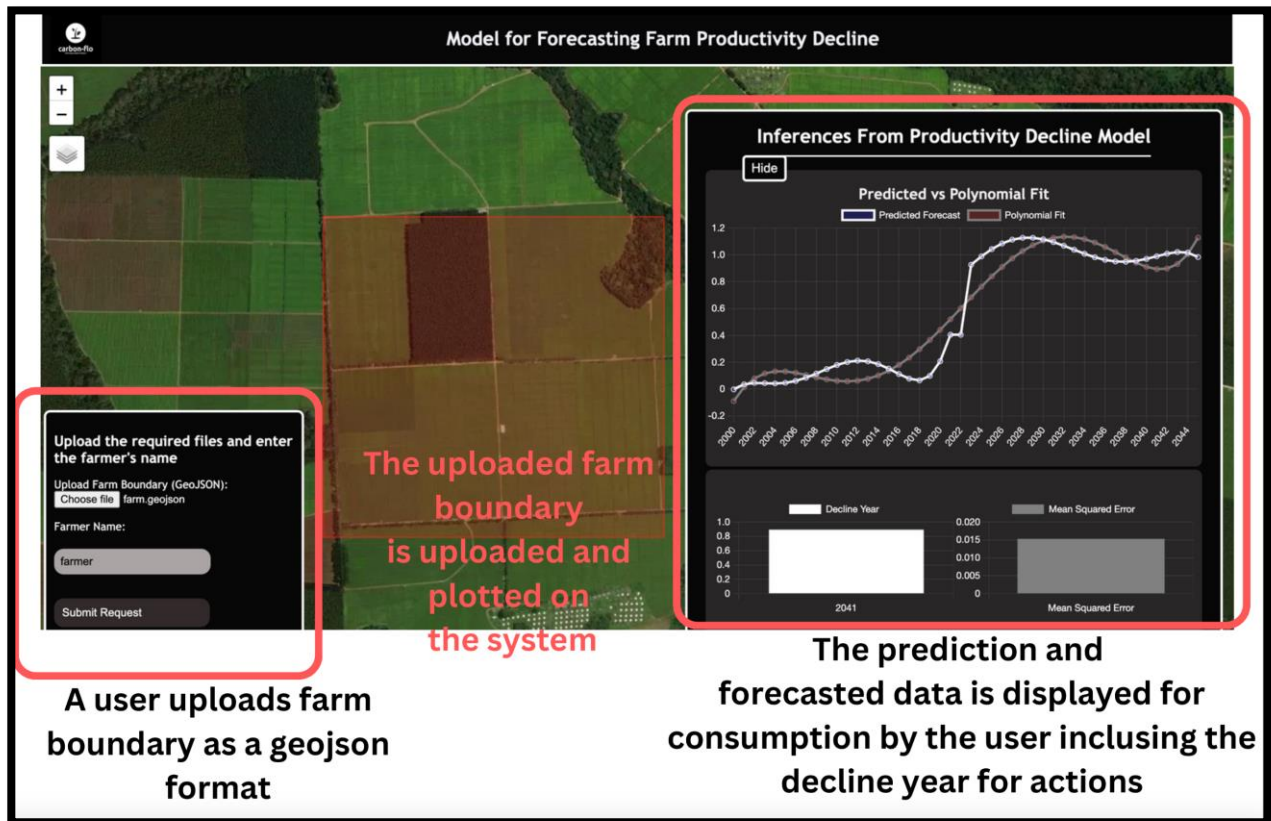 carbon-flo
Model for Forecasting Farm Productivity Decline
+
−
Inferences From Productivity Decline Model
Hide
Predicted vs Polynomial Fit
Predicted Forecast
Polynomial Fit
1.2
1.0
0.8
0.6
0.4
0.2
0
-0.2
2000 2002 2004 2006 2008 2010 2012 2014 2016 2018 2020 2022 2024 2026 2028 2030 2032 2034 2036 2038 2040 2042 2044
Decline Year
1.0
0.8
0.6
0.4
0.2
0
2041
Mean Squared Error
0.020
0.015
0.010
0.005
0
Mean Squared Error
Upload the required files and enter
the farmer's name
Upload Farm Boundary (GeoJSON):
Choose file farm.geojson
Farmer Name:
farmer
Submit Request
The uploaded farm
boundary
is uploaded and
plotted on
the system
A user uploads farm
boundary as a geojson
format
The prediction and
forecasted data is displayed for
consumption by the user inclusing the
decline year for actions